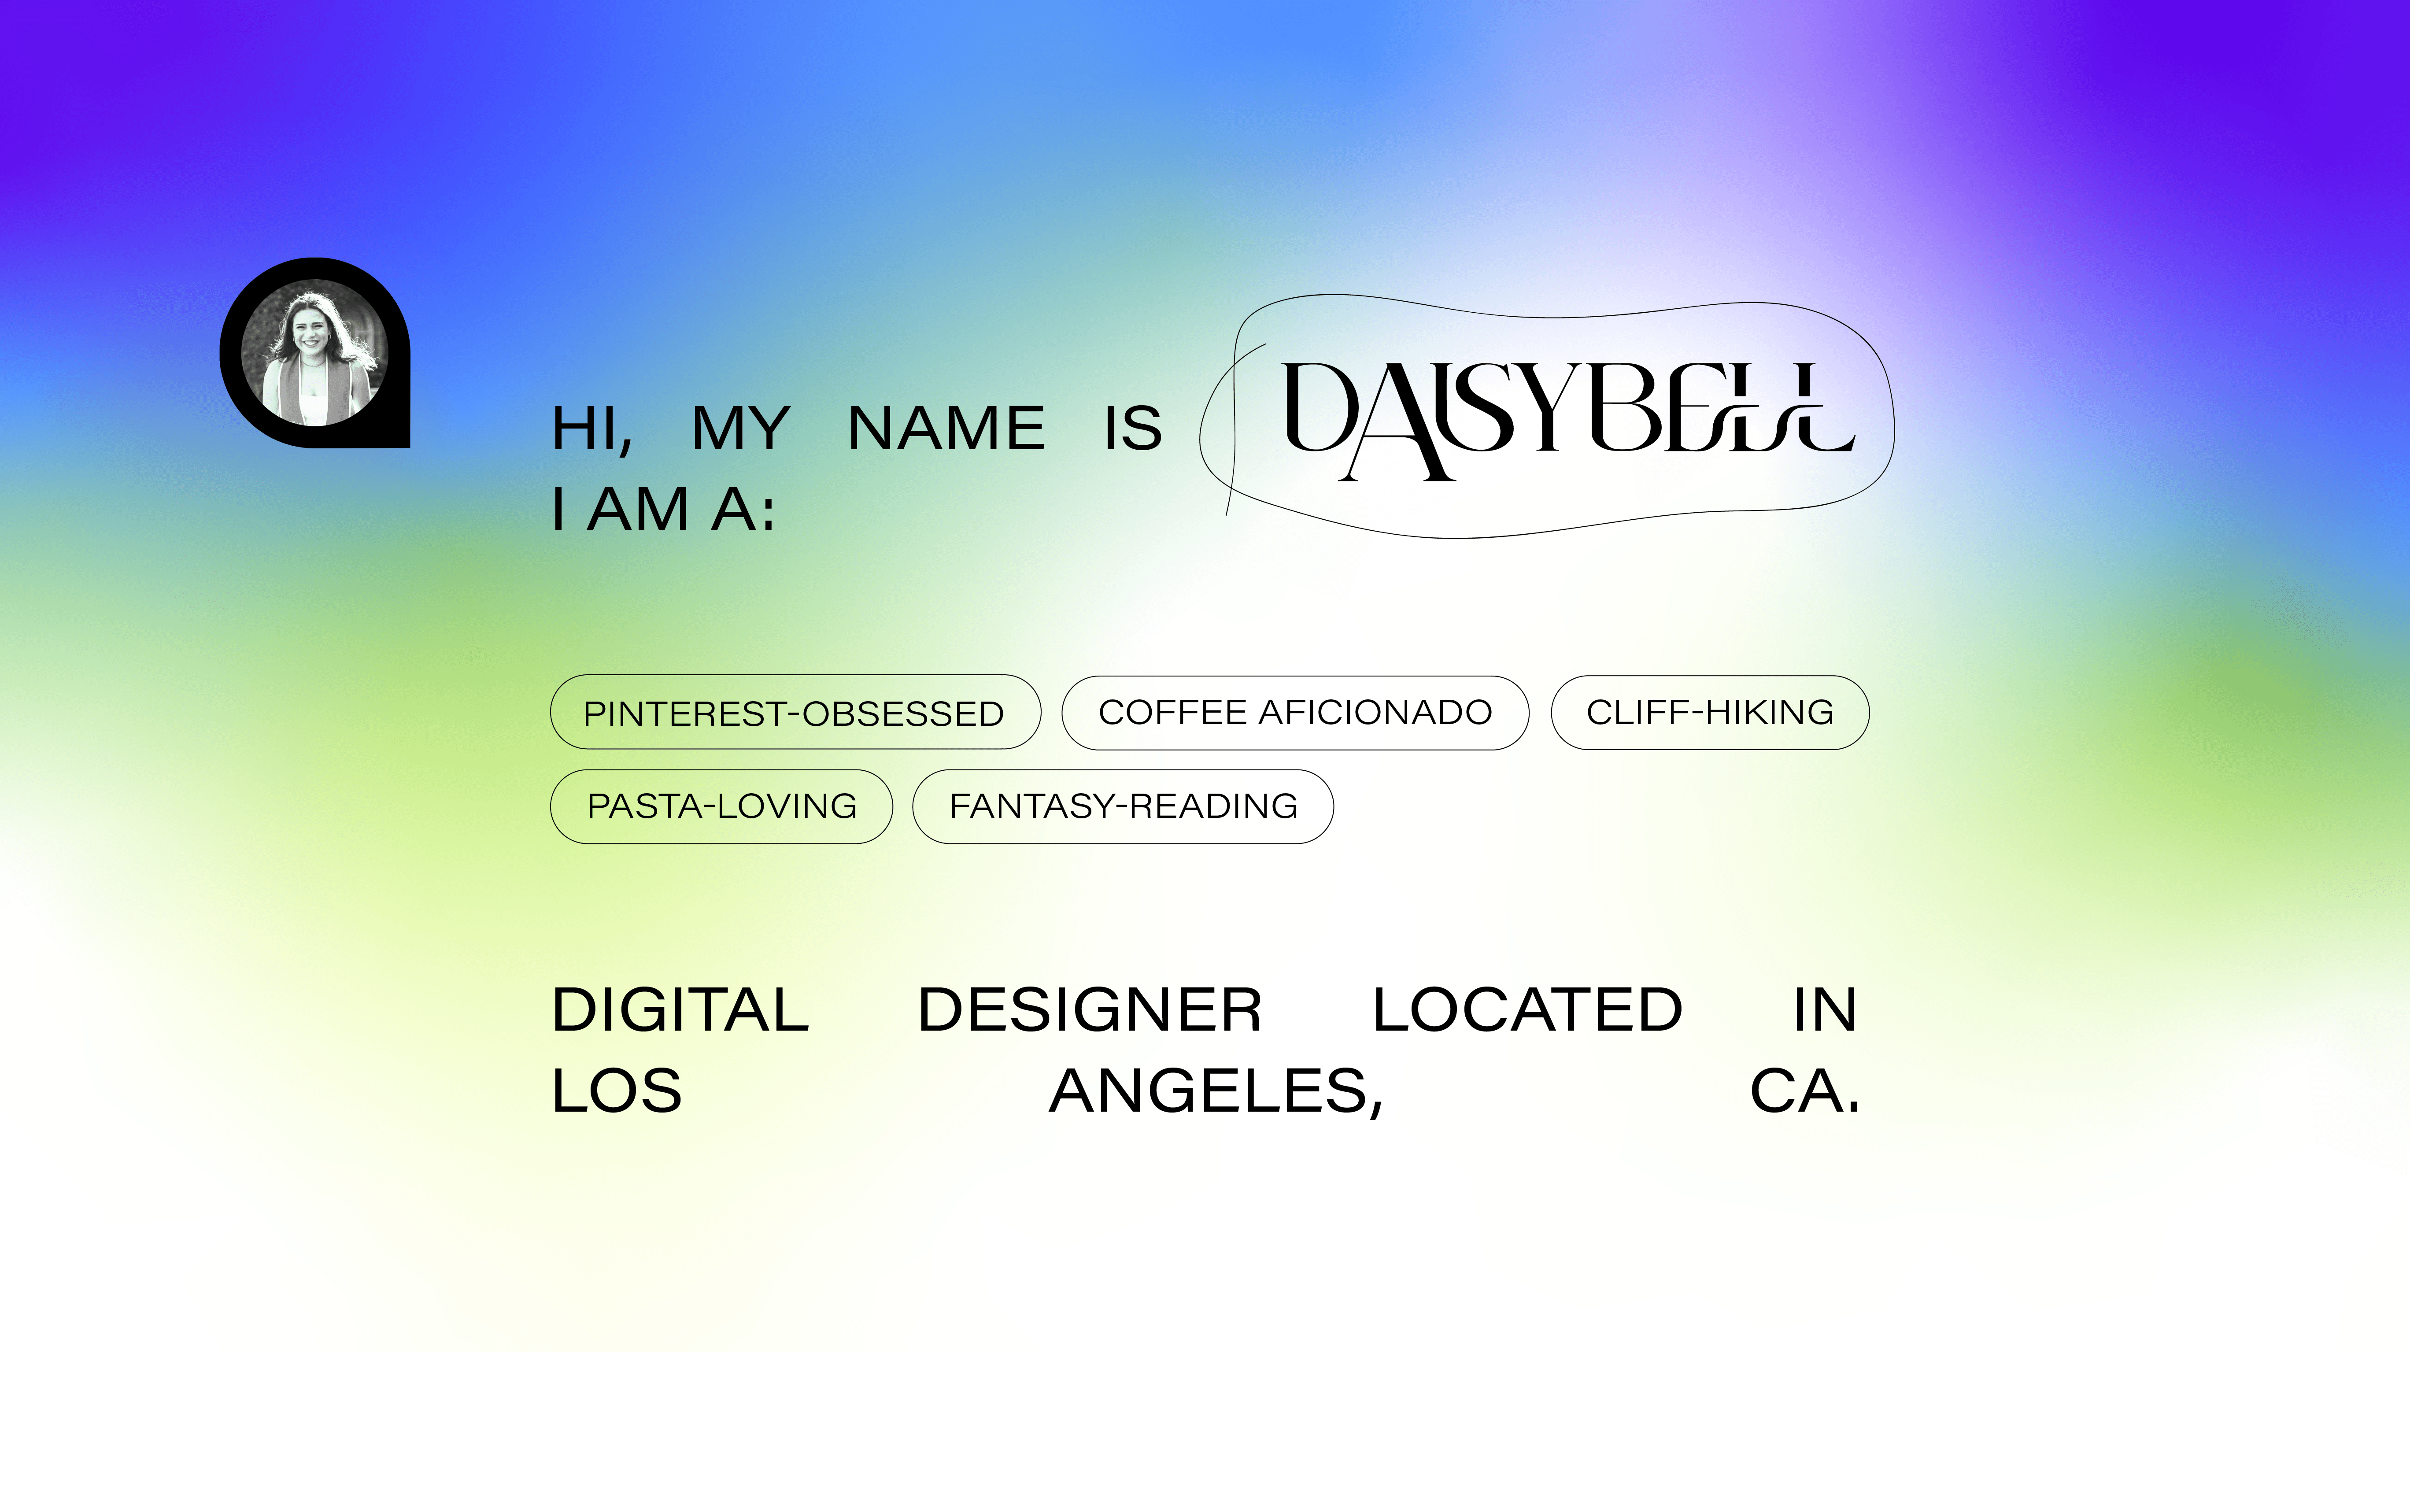 HI, MY NAME IS DAISYBELL
I AM A:
PINTEREST-OBSESSED COFFEE AFICIONADO CLIFF-HIKING
PASTA-LOVING FANTASY-READING
DIGITAL DESIGNER LOCATED IN
LOS ANGELES, CA.